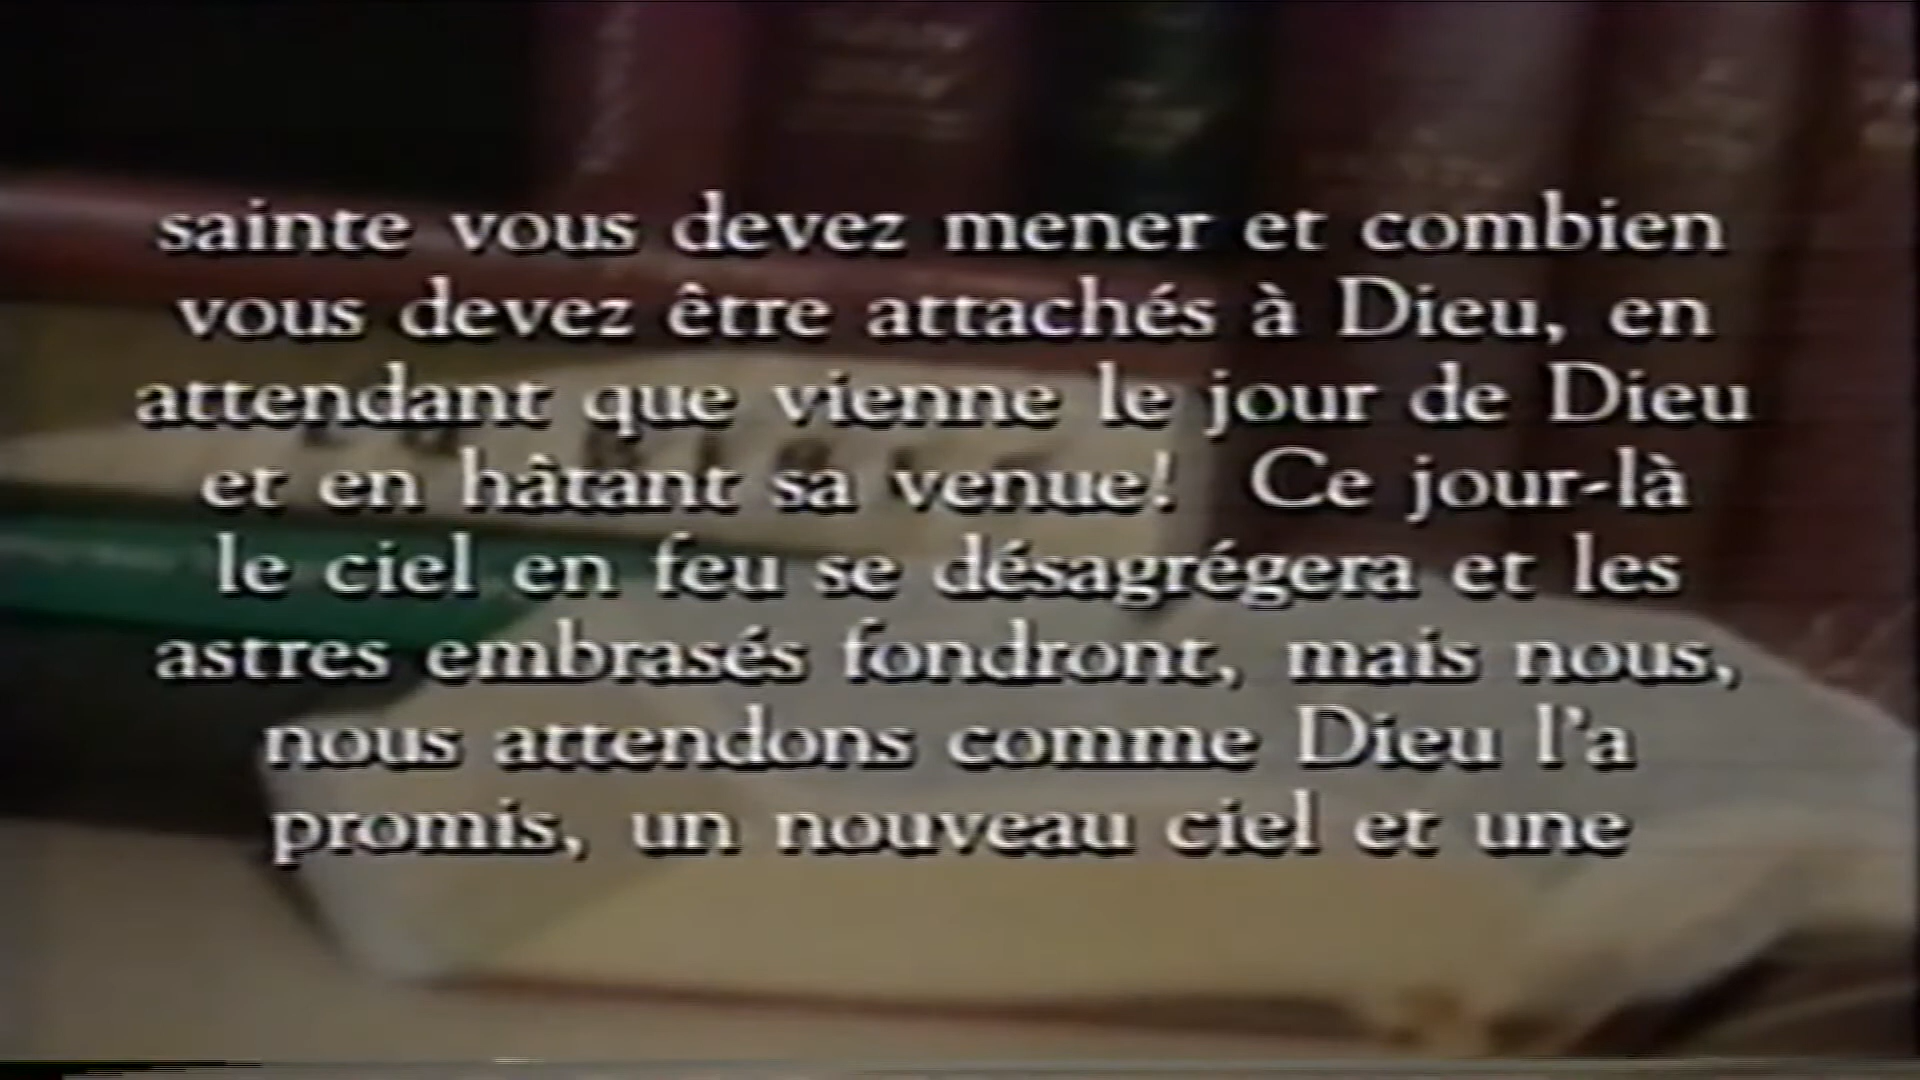 sainte vous devez mener et combien
vous devez être attachés à Dieu, en
attendant que vienne le jour de Dieu
et en hâtant sa venue! Ce jour-là
le ciel en feu se désagrégera et les
astres embrasés fondront, mais nous,
nous attendons comme Dieu l'a
promis, un nouveau ciel et une